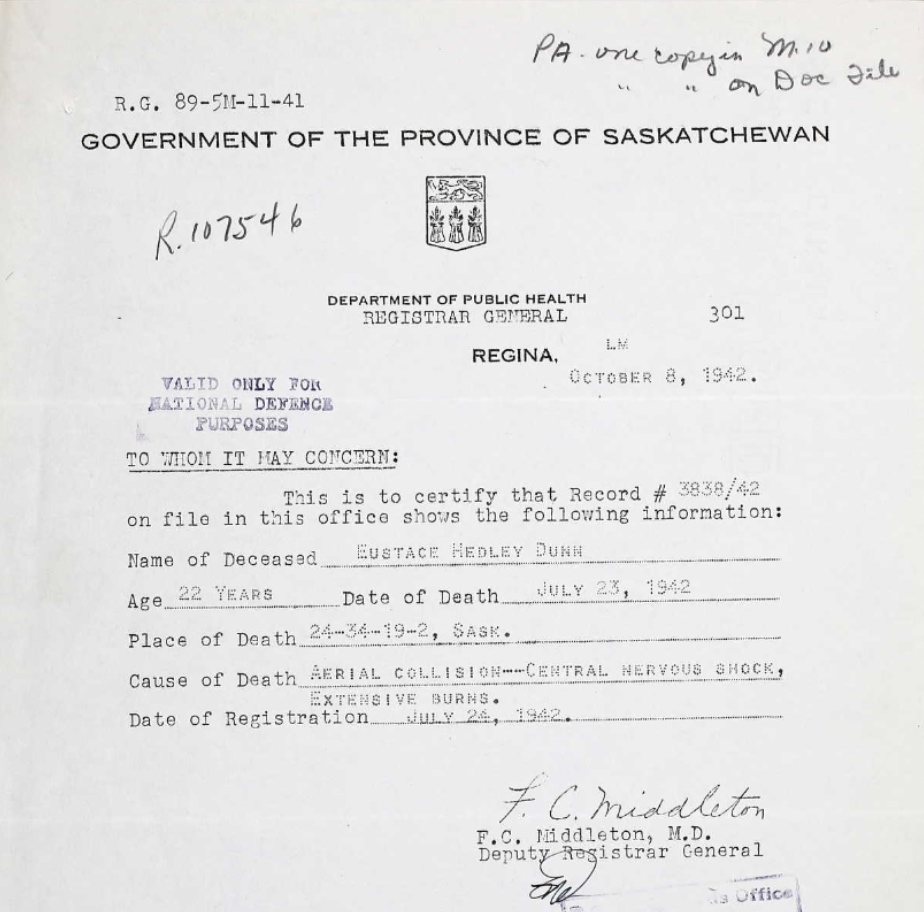 PA. one copy in M.10
" " on Doc File
R.G. 89-5M-11-41
GOVERNMENT OF THE PROVINCE OF SASKATCHEWAN
R.107546
DEPARTMENT OF PUBLIC HEALTH
REGISTRAR GENERAL 301
LM
REGINA,
OCTOBER 8, 1942.
VALID ONLY FOR
NATIONAL DEFENCE
PURPOSES
TO WHOM IT MAY CONCERN:
This is to certify that Record # 3838/42
on file in this office shows the following information:
Name of Deceased EUSTACE HEDLEY DUNN
Age 22 YEARS Date of Death JULY 23, 1942
Place of Death 24-34-19-2, SASK.
Cause of Death AERIAL COLLISION--CENTRAL NERVOUS SHOCK,
EXTENSIVE BURNS.
Date of Registration JULY 24, 1942.
F. C. Middleton
F.C. Middleton, M.D.
Deputy Registrar General
Office